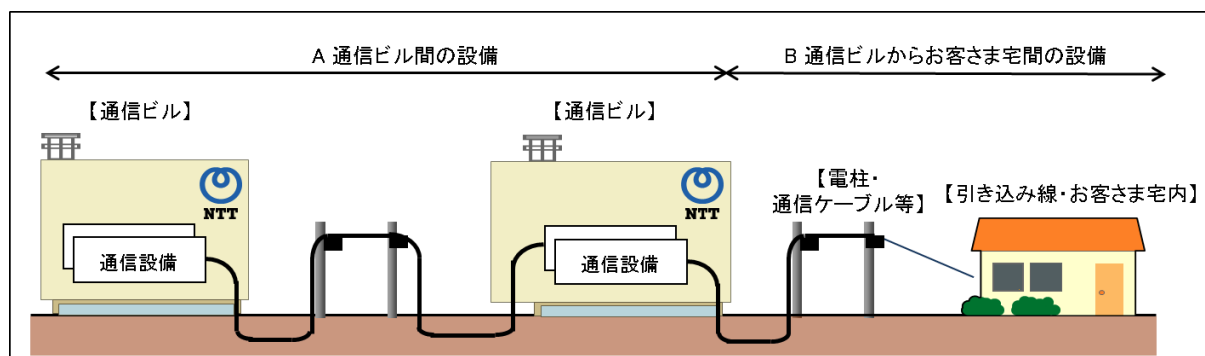 A 通信ビル間の設備
B 通信ビルからお客さま宅間の設備
【通信ビル】
【通信ビル】
【電柱・
通信ケーブル等】
【引き込み線・お客さま宅内】
NTT
NTT
通信設備
通信設備